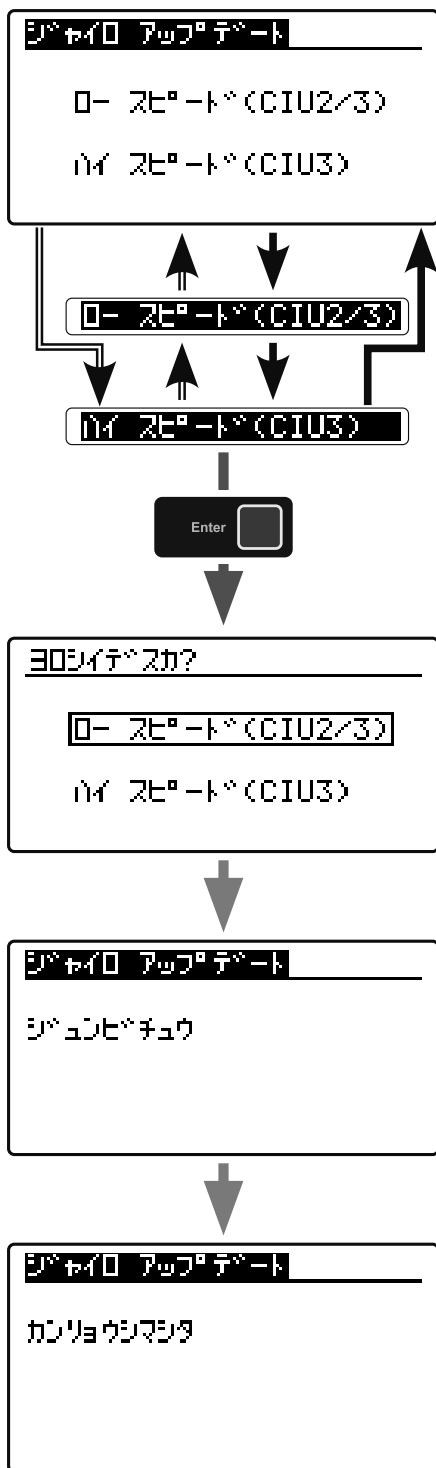 ジャイロ アップデート
ロー スピード(CIU2/3)
ハイ スピード(CIU3)
ロー スピード(CIU2/3)
ハイ スピード(CIU3)
Enter
ヨロシイデスカ?
ロー スピード(CIU2/3)
ハイ スピード(CIU3)
ジャイロ アップデート
ジュンビチュウ
ジャイロ アップデート
カンリョウシマシタ